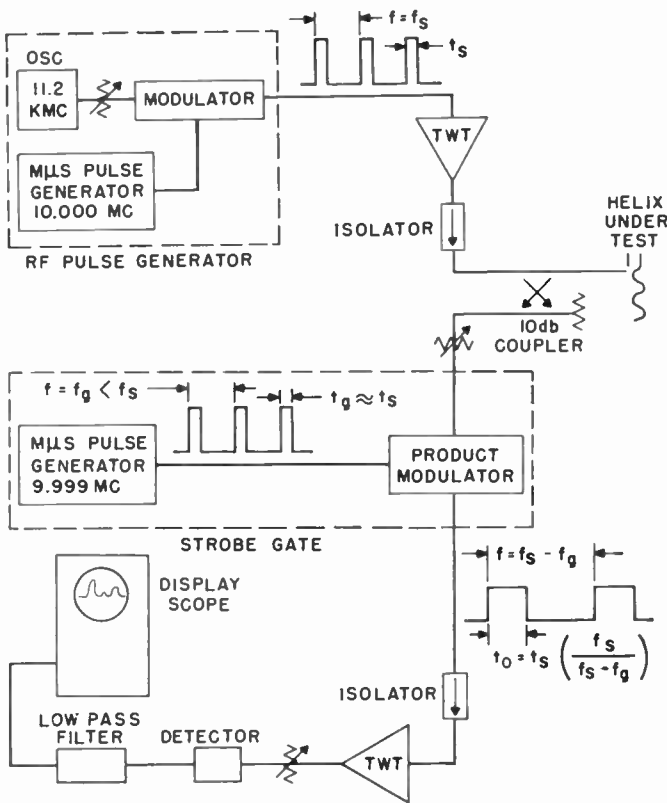 f = fs
ts
OSC
11.2
KMC
MODULATOR
MμS PULSE
GENERATOR
10.000 MC
RF PULSE GENERATOR
TWT
ISOLATOR
HELIX
UNDER
TEST
10db
COUPLER
f = fg < fs
tg ≈ ts
MμS PULSE
GENERATOR
9.999 MC
PRODUCT
MODULATOR
STROBE GATE
DISPLAY
SCOPE
f = fs - fg
to = ts (fs / fs - fg)
ISOLATOR
LOW PASS
FILTER
DETECTOR
TWT